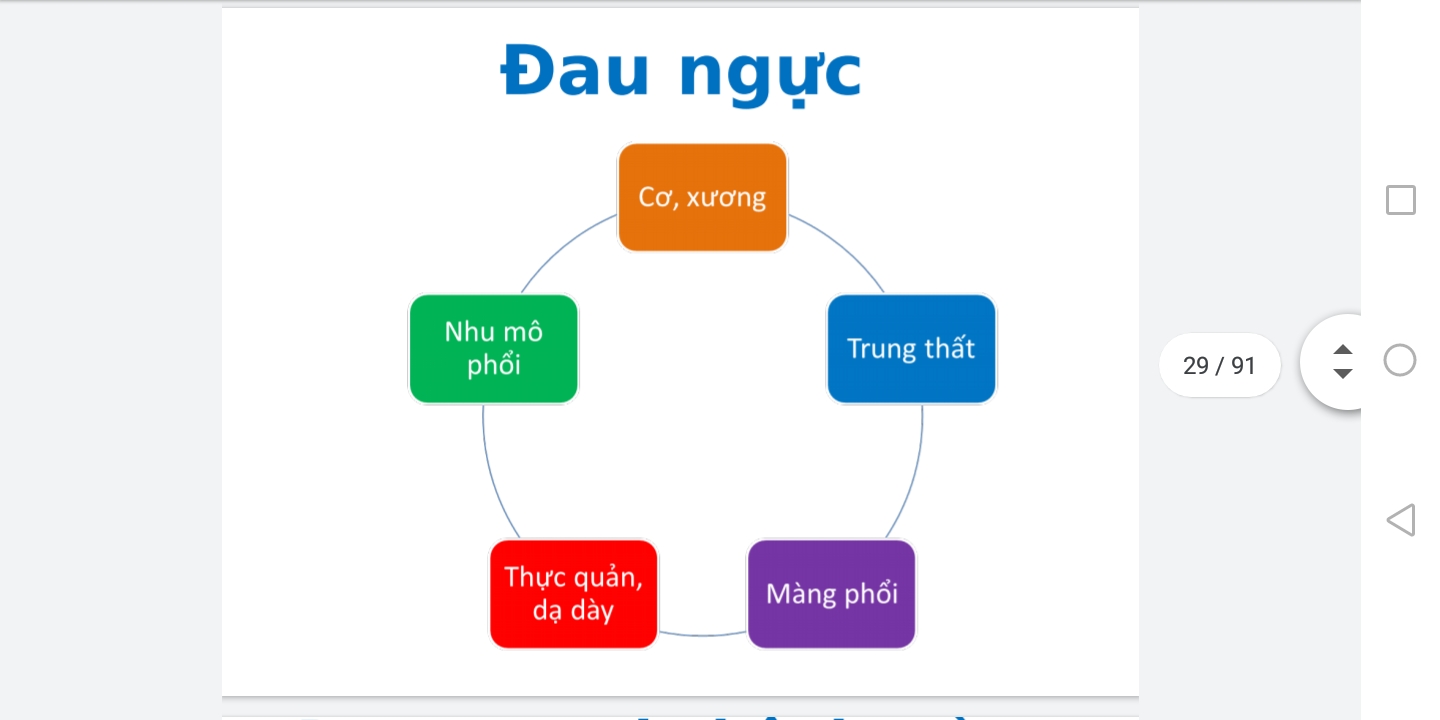 Đau ngực
Cơ, xương
Nhu mô
phổi
Trung thất
29 / 91
Thực quản,
dạ dày
Màng phổi